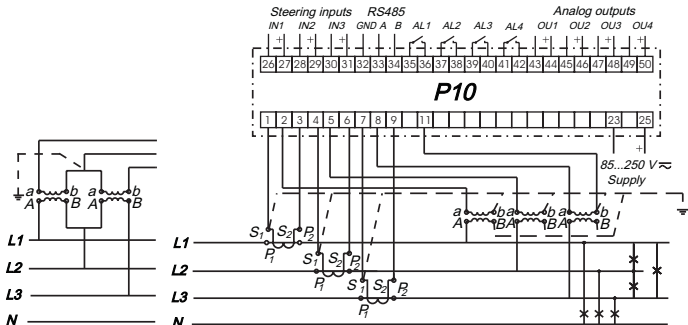 Steering inputs RS485 Analog outputs
IN1 + IN2 + IN3 + GND A B AL1 AL2 AL3 AL4 OU1 OU2 OU3 OU4
+ + + +
26 27 28 29 30 31 32 33 34 35 36 37 38 39 40 41 42 43 44 45 46 47 48 49 50
P10
1 2 3 4 5 6 7 8 9 11 23 25
+
85...250 V
Supply
a b a b
A B A B
a b a b a b
A B A B A B
S1 S2
P1 P2
L1 L1
S1 S2
P1 P2
L2 L2
S1 S2
P1 P2
L3 L3
N N